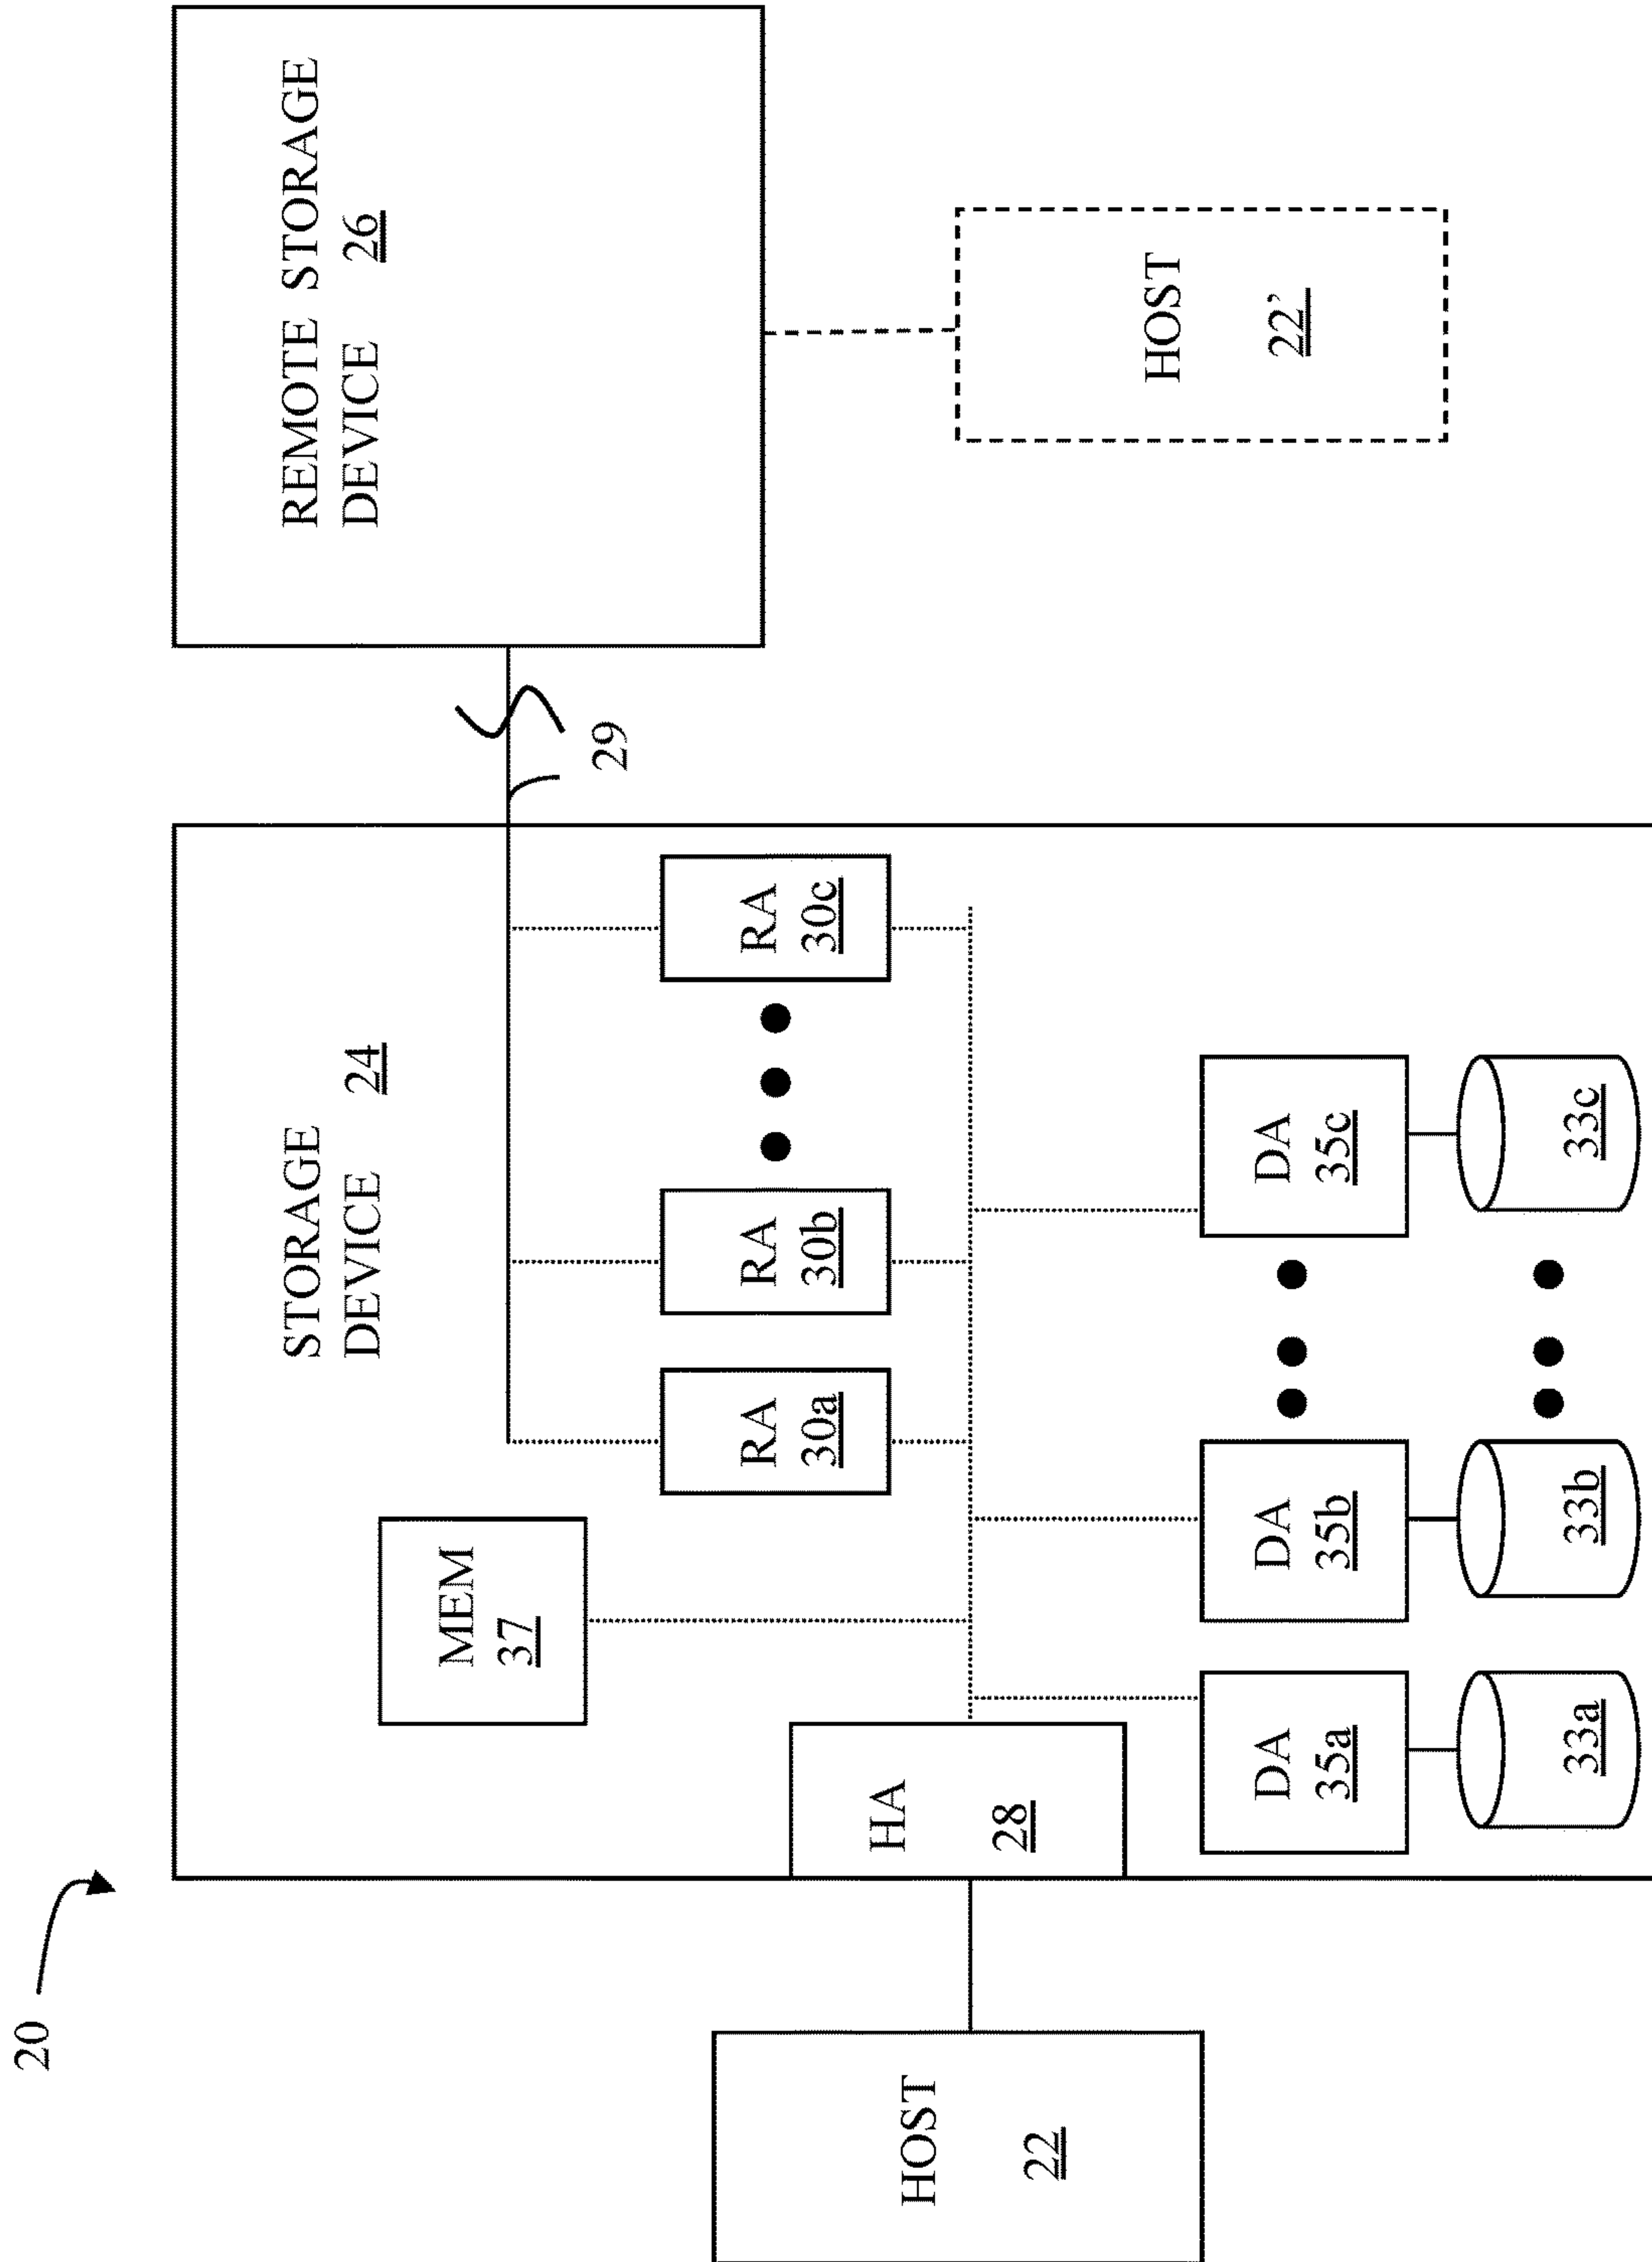 20
STORAGE
DEVICE 24
REMOTE STORAGE
DEVICE 26
MEM
37
29
RA
30a
RA
30b
RA
30c
HOST
22
HA
28
HOST
22’
DA
35a
DA
35b
DA
35c
33a
33b
33c